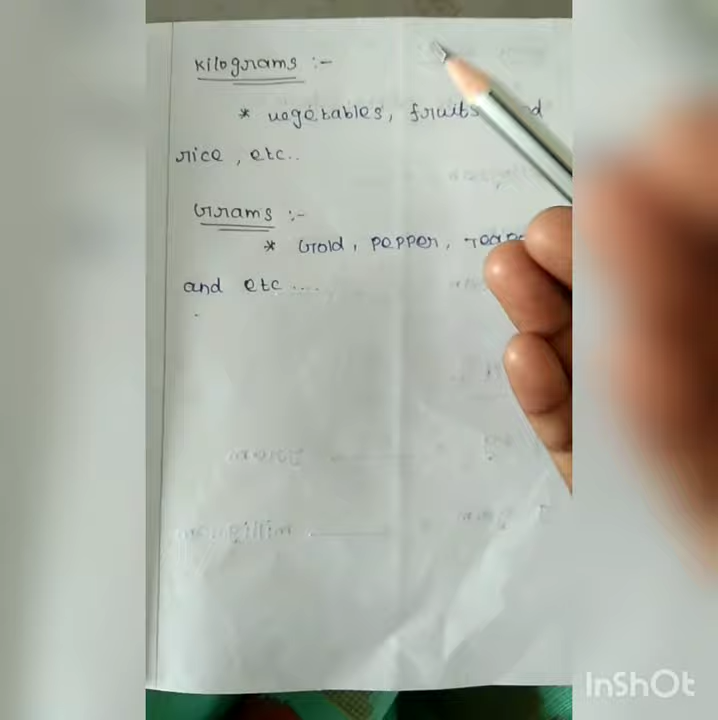 Kilograms :-
* vegetables, fruits
rice, etc..
Grams :-
* Gold, pepper,
and etc ....
InShOt